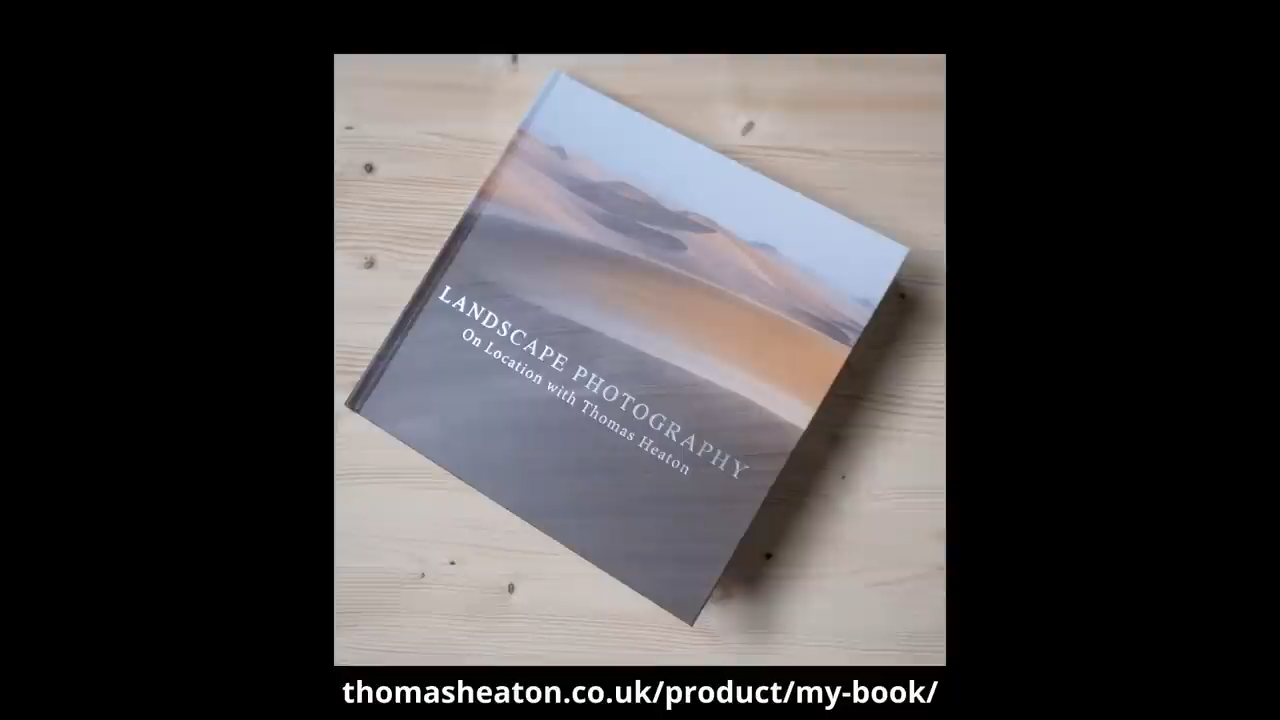 LANDSCAPE PHOTOGRAPHY
On Location with Thomas Heaton
thomasheaton.co.uk/product/my-book/